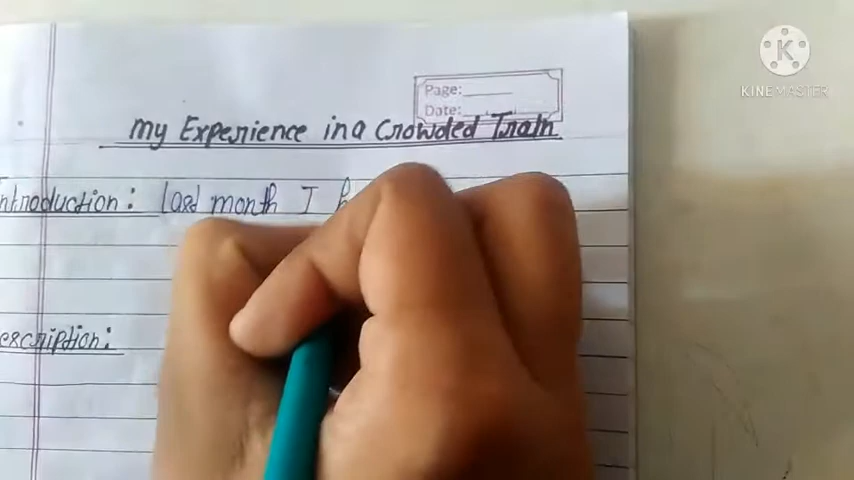 K
KINEMASTER
Page:
Date:
My Experience in a Crowded Train
Introduction: Last month I
escription: